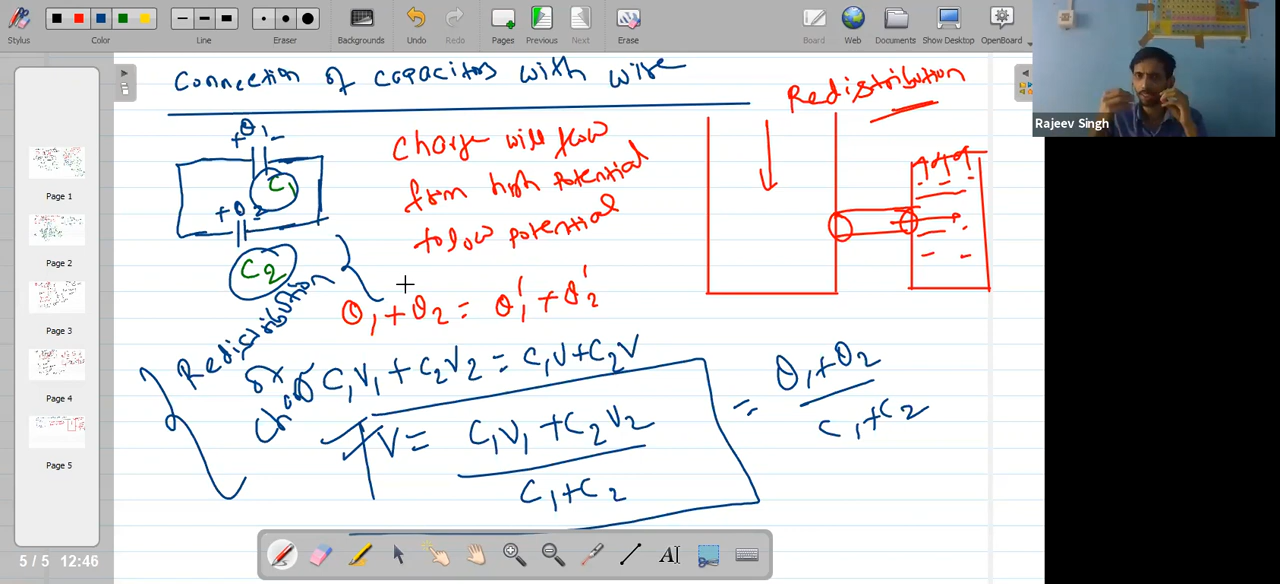 Stylus
Color
Line
Eraser
Backgrounds
Undo
Redo
Pages
Previous
Next
Erase
Board
Web
Documents
Show Desktop
OpenBoard
Rajeev Singh
Page 1
Page 2
Page 3
Page 4
Page 5
Connection of capacitors with wire
Redistribution
+Q1-
C1
+Q2
C2
Charge will flow
from high potential
to low potential
Redistribution
of
Q1 + Q2 = Q1' + Q2'
C1V1 + C2V2 = C1V + C2V
V = C1V1 + C2V2
C1 + C2
= Q1 + Q2
C1 + C2
5 / 5 12:46